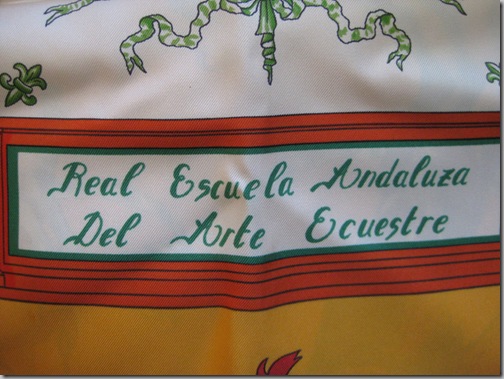 Real Escuela Andaluza
Del Arte Ecuestre